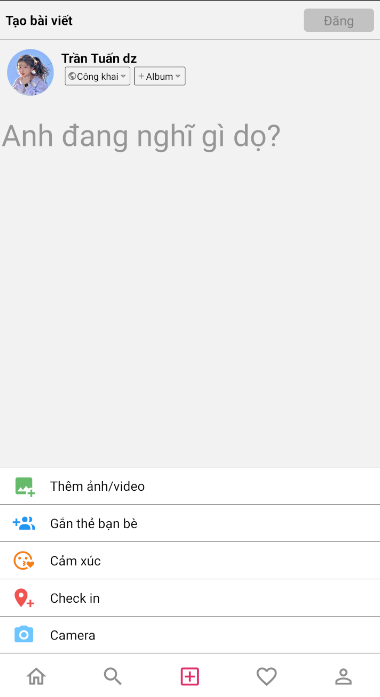 Tạo bài viết
Đăng
Trần Tuấn dz
Công khai
+ Album
Anh đang nghĩ gì dọ?
Thêm ảnh/video
Gắn thẻ bạn bè
Cảm xúc
Check in
Camera